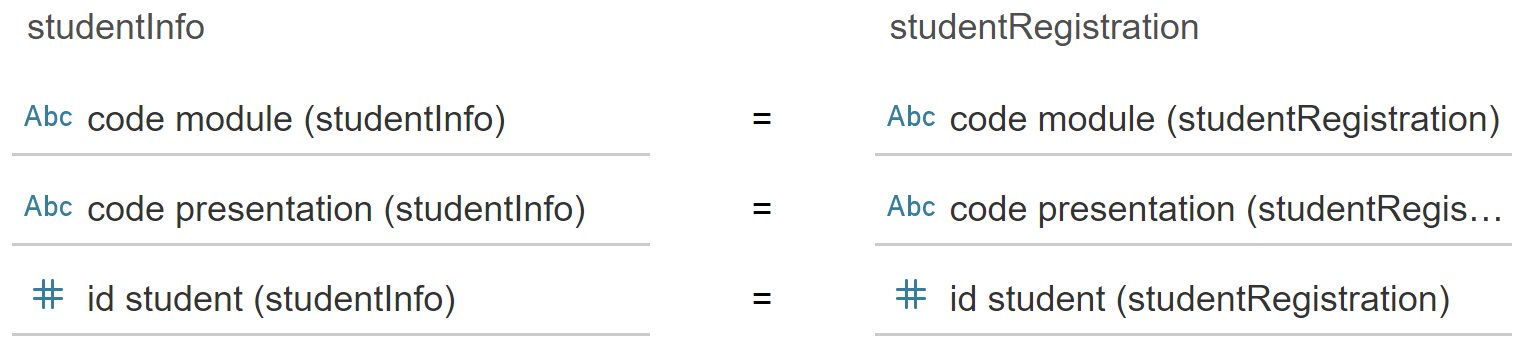 studentInfo studentRegistration
Abc code module (studentInfo) = Abc code module (studentRegistration)
Abc code presentation (studentInfo) = Abc code presentation (studentRegis…
# id student (studentInfo) = # id student (studentRegistration)